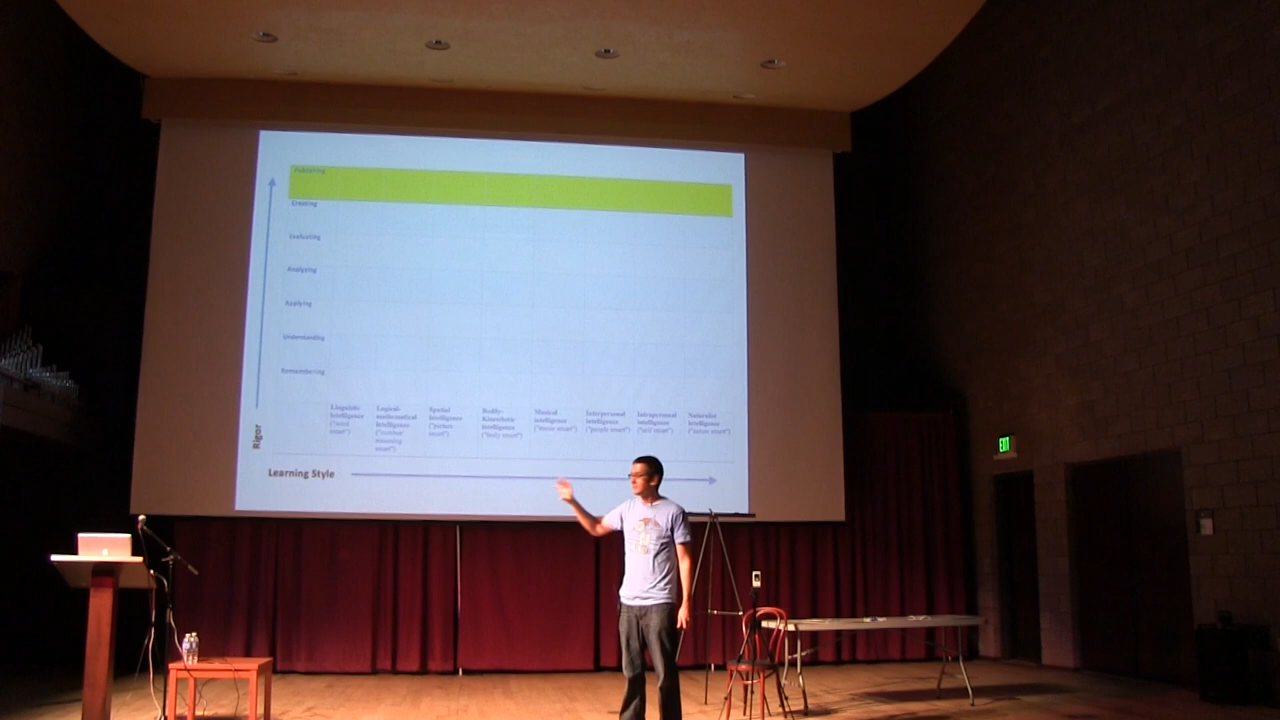 Publishing
Creating
Evaluating
Analyzing
Applying
Understanding
Remembering
Linguistic
intelligence
("word
smart")
Logical-
mathematical
intelligence
("number/
reasoning
smart")
Spatial
intelligence
("picture
smart")
Bodily-
Kinesthetic
intelligence
("body smart")
Musical
intelligence
("music smart")
Interpersonal
intelligence
("people smart")
Intrapersonal
intelligence
("self smart")
Naturalist
intelligence
("nature smart")
Rigor
Learning Style
EXIT